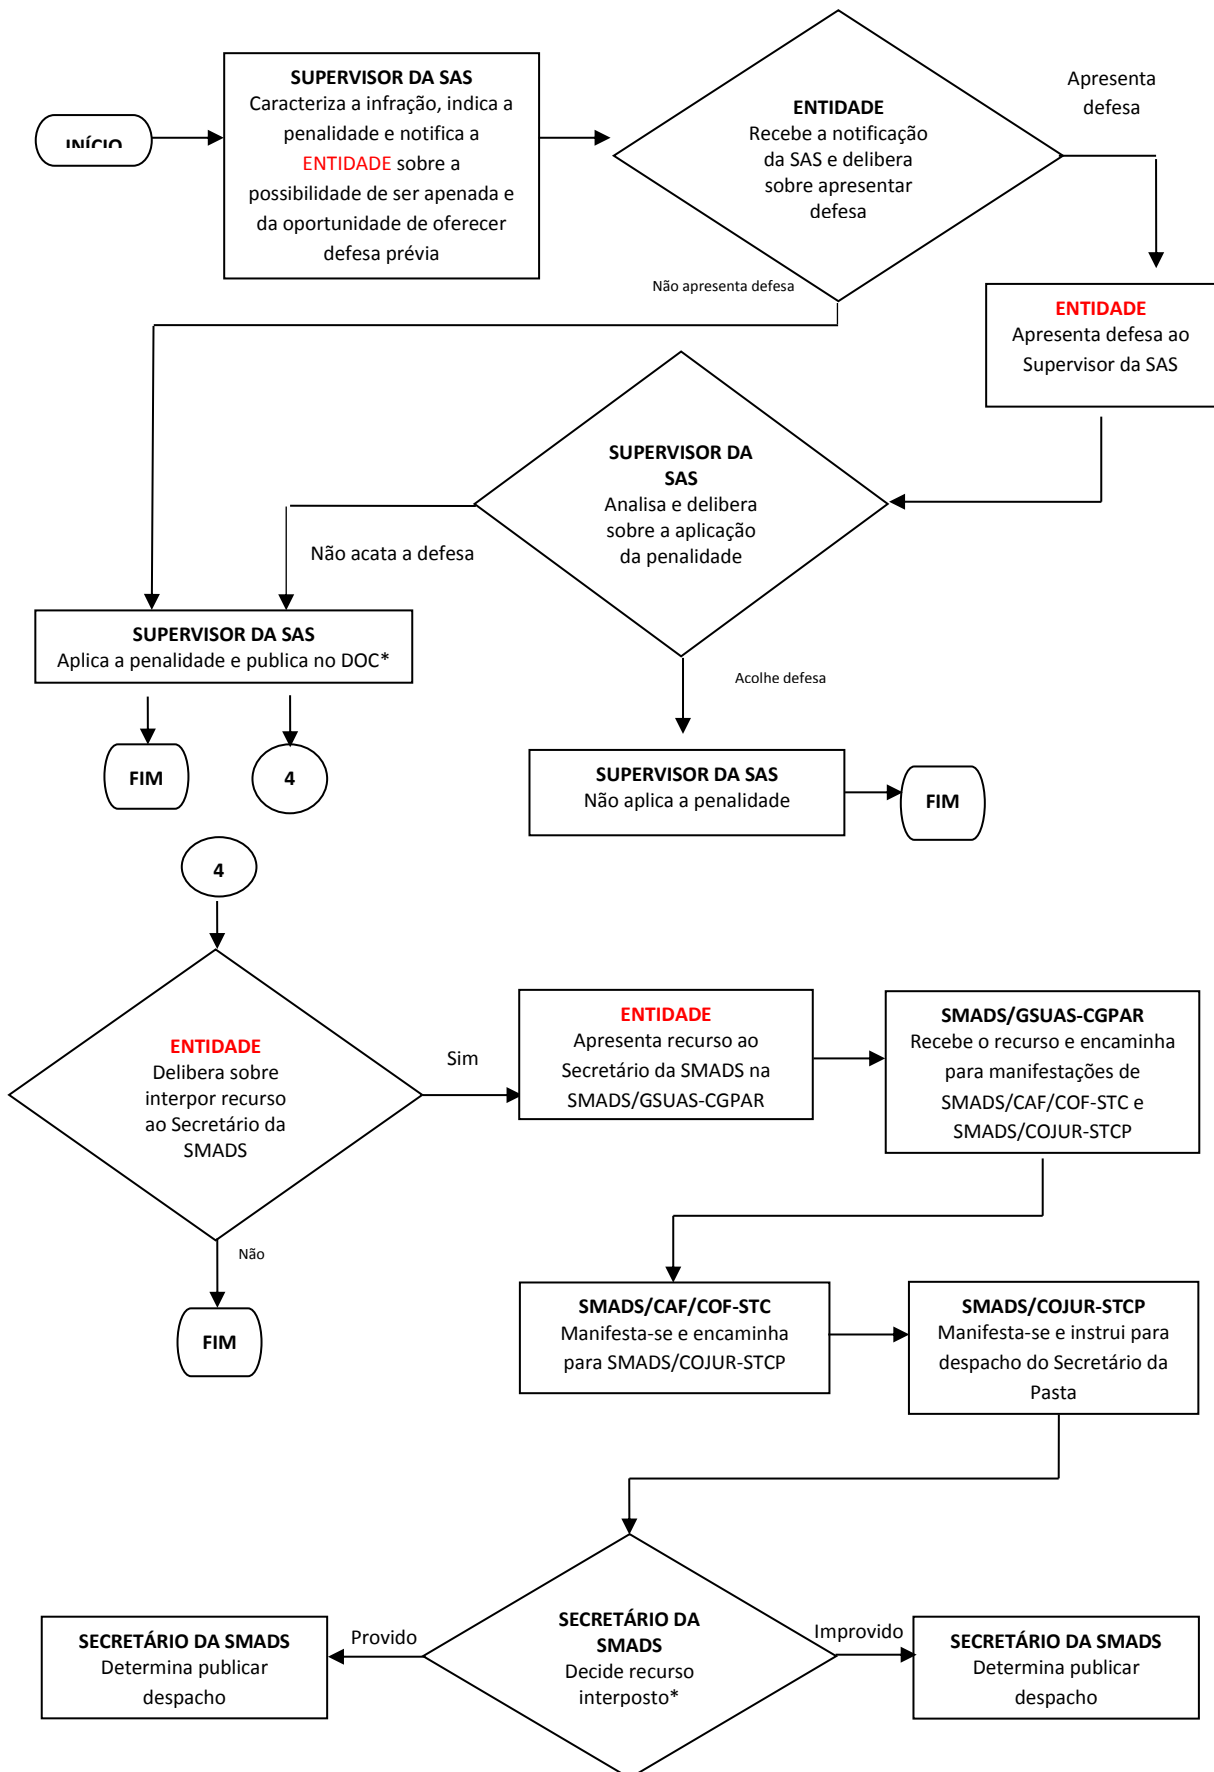 INÍCIO
SUPERVISOR DA SAS
Caracteriza a infração, indica a
penalidade e notifica a
ENTIDADE sobre a
possibilidade de ser apenada e
da oportunidade de oferecer
defesa prévia
ENTIDADE
Recebe a notificação
da SAS e delibera
sobre apresentar
defesa
Apresenta
defesa
Não apresenta defesa
ENTIDADE
Apresenta defesa ao
Supervisor da SAS
SUPERVISOR DA
SAS
Analisa e delibera
sobre a aplicação
da penalidade
Não acata a defesa
SUPERVISOR DA SAS
Aplica a penalidade e publica no DOC*
Acolhe defesa
FIM
4
SUPERVISOR DA SAS
Não aplica a penalidade
FIM
4
ENTIDADE
Delibera sobre
interpor recurso
ao Secretário da
SMADS
Sim
ENTIDADE
Apresenta recurso ao
Secretário da SMADS na
SMADS/GSUAS-CGPAR
SMADS/GSUAS-CGPAR
Recebe o recurso e encaminha
para manifestações de
SMADS/CAF/COF-STC e
SMADS/COJUR-STCP
Não
FIM
SMADS/CAF/COF-STC
Manifesta-se e encaminha
para SMADS/COJUR-STCP
SMADS/COJUR-STCP
Manifesta-se e instrui para
despacho do Secretário da
Pasta
SECRETÁRIO DA SMADS
Determina publicar
despacho
Provido
SECRETÁRIO DA
SMADS
Decide recurso
interposto*
Improvido
SECRETÁRIO DA SMADS
Determina publicar
despacho